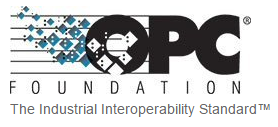 OPC®
FOUNDATION
The Industrial Interoperability Standard™